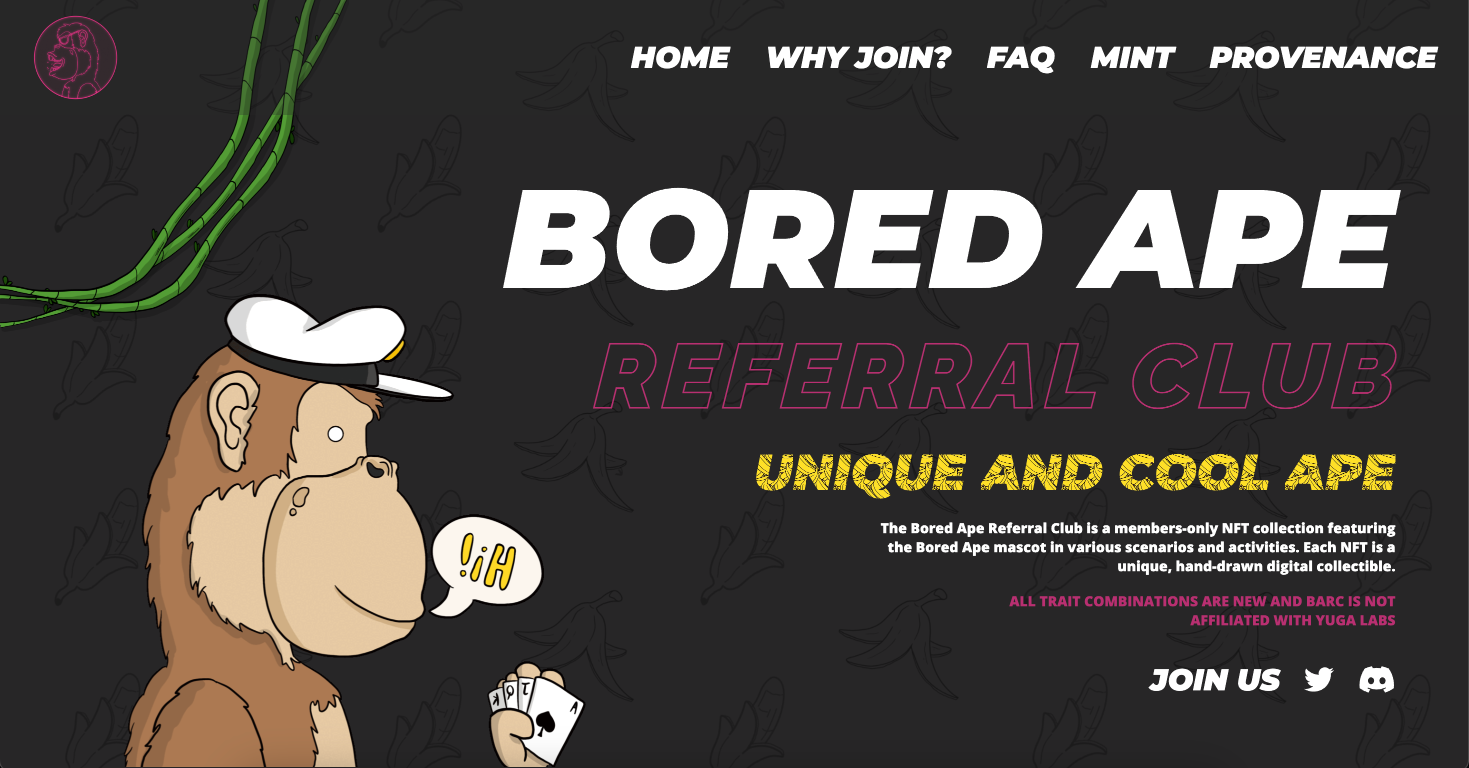 HOME WHY JOIN? FAQ MINT PROVENANCE
BORED APE
REFERRAL CLUB
UNIQUE AND COOL APE
The Bored Ape Referral Club is a members-only NFT collection featuring
the Bored Ape mascot in various scenarios and activities. Each NFT is a
unique, hand-drawn digital collectible.
ALL TRAIT COMBINATIONS ARE NEW AND BARC IS NOT
AFFILIATED WITH YUGA LABS
Hi!
JOIN US
K Q J A